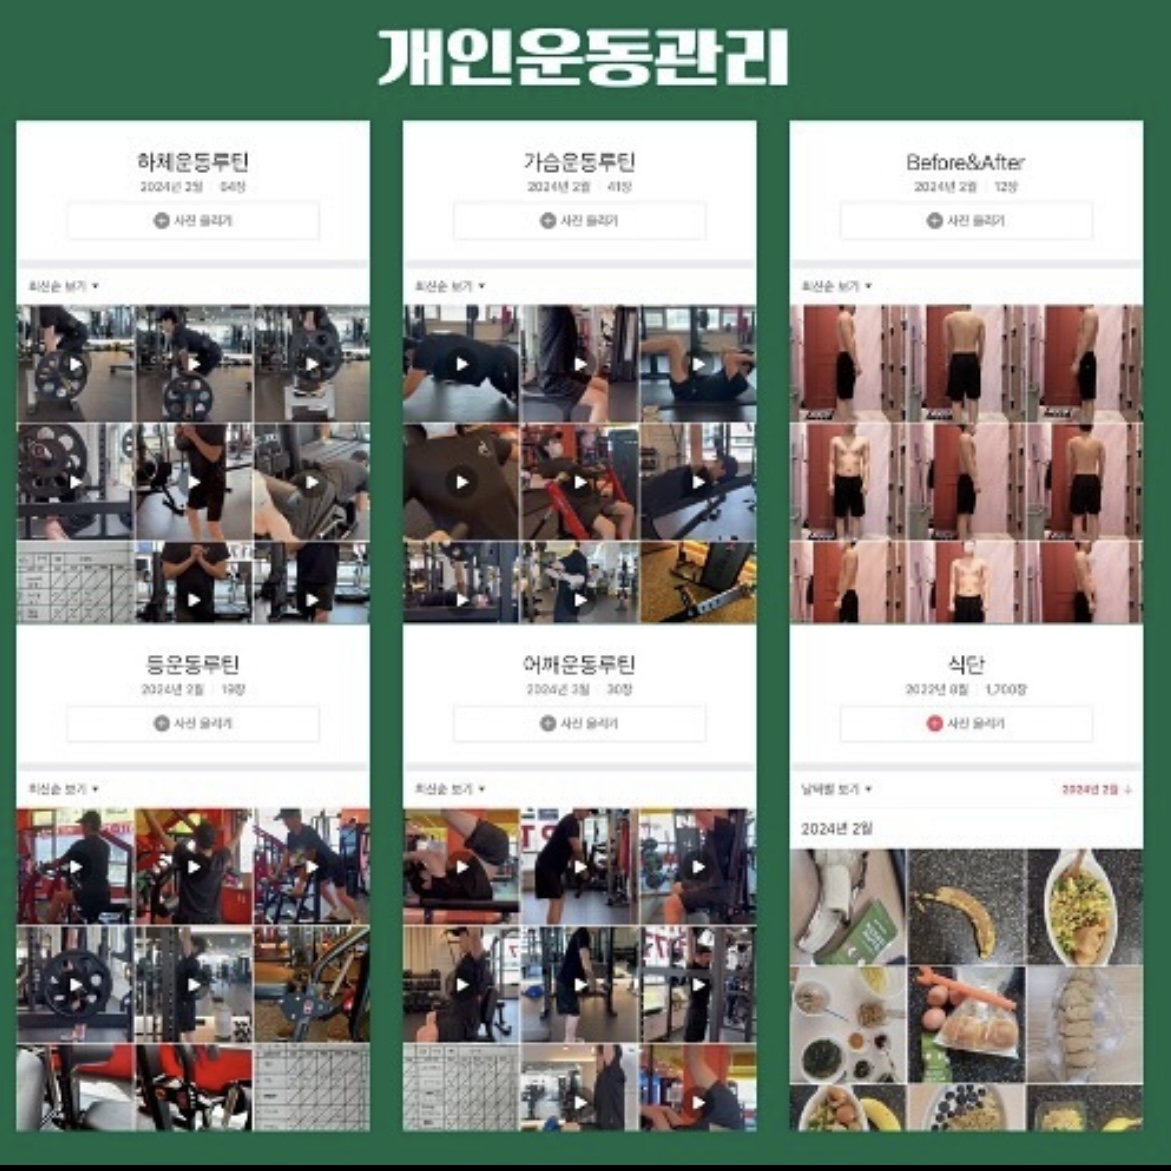 개인운동관리
하체운동루틴
2024년 2월 64장
사진 올리기
최신순 보기
가슴운동루틴
2024년 2월 41장
사진 올리기
최신순 보기
Before&After
2024년 2월 12장
사진 올리기
최신순 보기
등운동루틴
2024년 2월 19장
사진 올리기
최신순 보기
어깨운동루틴
2024년 3월 30장
사진 올리기
최신순 보기
식단
2022년 8월 1,700장
사진 올리기
날짜별 보기
2024년 2월
2024년 2월